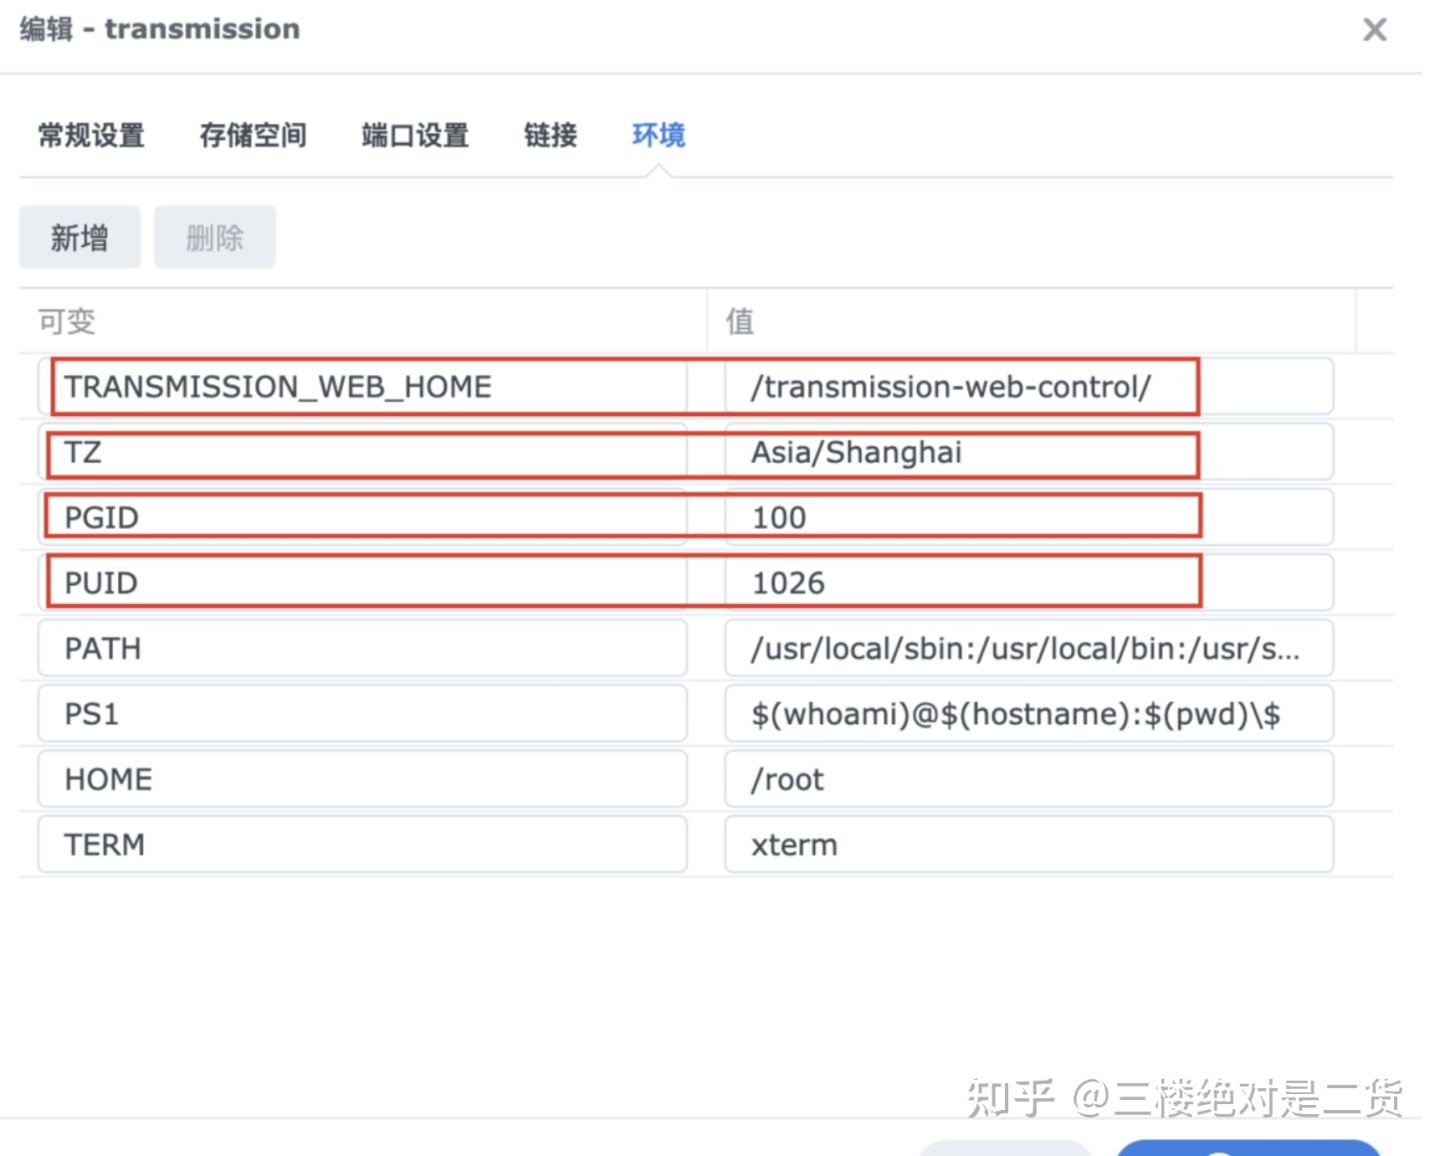 编辑 - transmission
常规设置 存储空间 端口设置 链接 环境
新增 删除
可变 值
TRANSMISSION_WEB_HOME /transmission-web-control/
TZ Asia/Shanghai
PGID 100
PUID 1026
PATH /usr/local/sbin:/usr/local/bin:/usr/s...
PS1 $(whoami)@$(hostname):$(pwd)\$
HOME /root
TERM xterm
知乎 @三楼绝对是二货